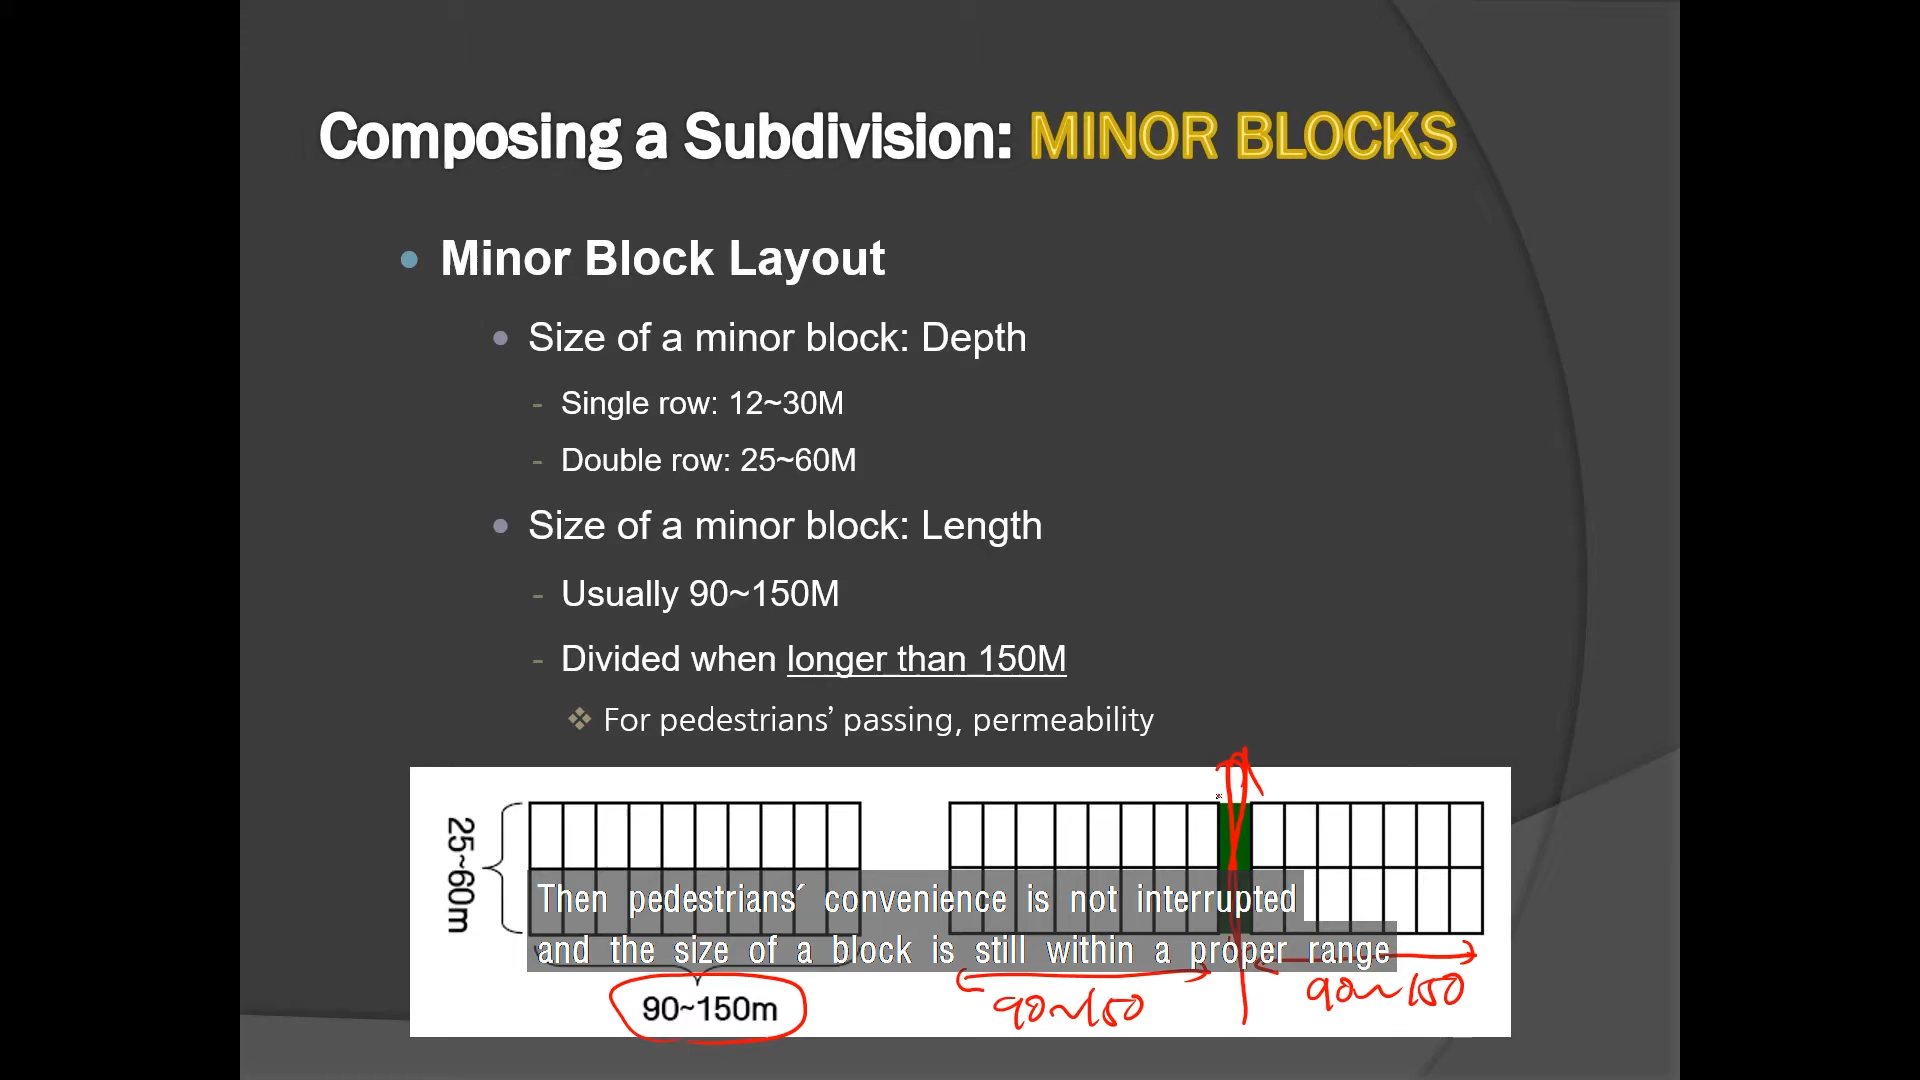 Composing a Subdivision: MINOR BLOCKS
Minor Block Layout
Size of a minor block: Depth
- Single row: 12~30M
- Double row: 25~60M
Size of a minor block: Length
- Usually 90~150M
- Divided when longer than 150M
❖ For pedestrians’ passing, permeability
25~60m
Then pedestrians´ convenience is not interrupted
and the size of a block is still within a proper range
90~150m
90~150
90~150